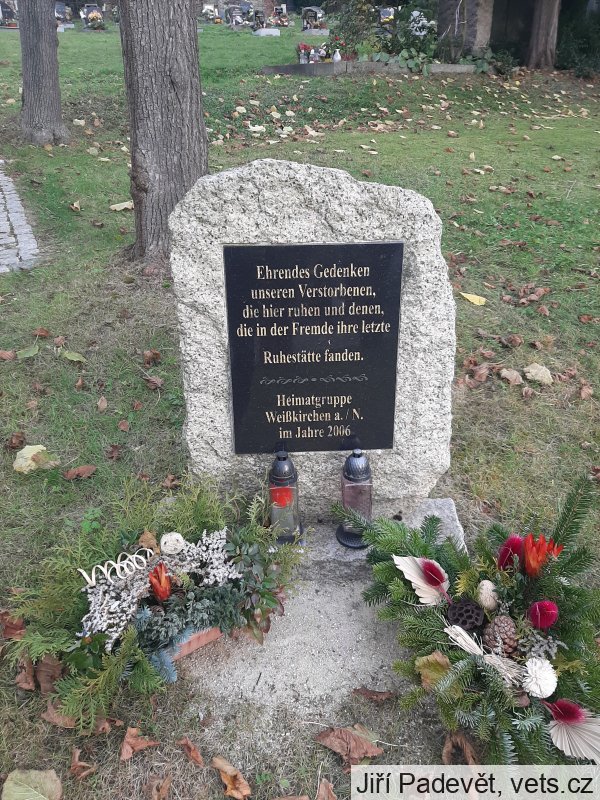 Ehrendes Gedenken
unseren Verstorbenen,
die hier ruhen und denen,
die in der Fremde ihre letzte
Ruhestätte fanden.
Heimatgruppe
Weißkirchen a./N.
im Jahre 2006
Jiří Padevět, vets.cz